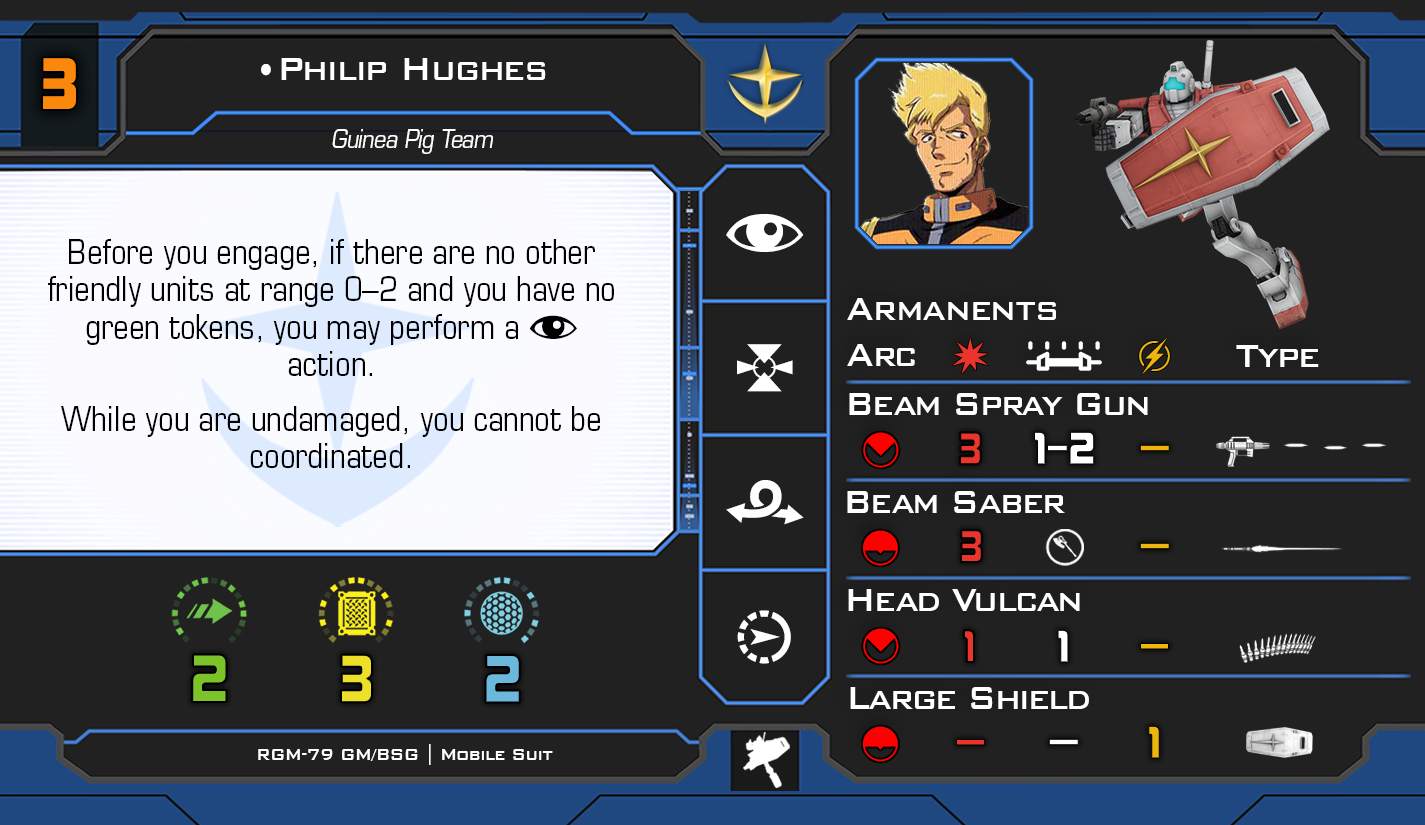 3
• Philip Hughes
Guinea Pig Team
Before you engage, if there are no other
friendly units at range 0–2 and you have no
green tokens, you may perform a
action.
While you are undamaged, you cannot be
coordinated.
2 3 2
RGM-79 GM/BSG | Mobile Suit
Armanents
Arc Type
Beam Spray Gun
3 1–2 –
Beam Saber
3 –
Head Vulcan
1 1 –
Large Shield
– – 1